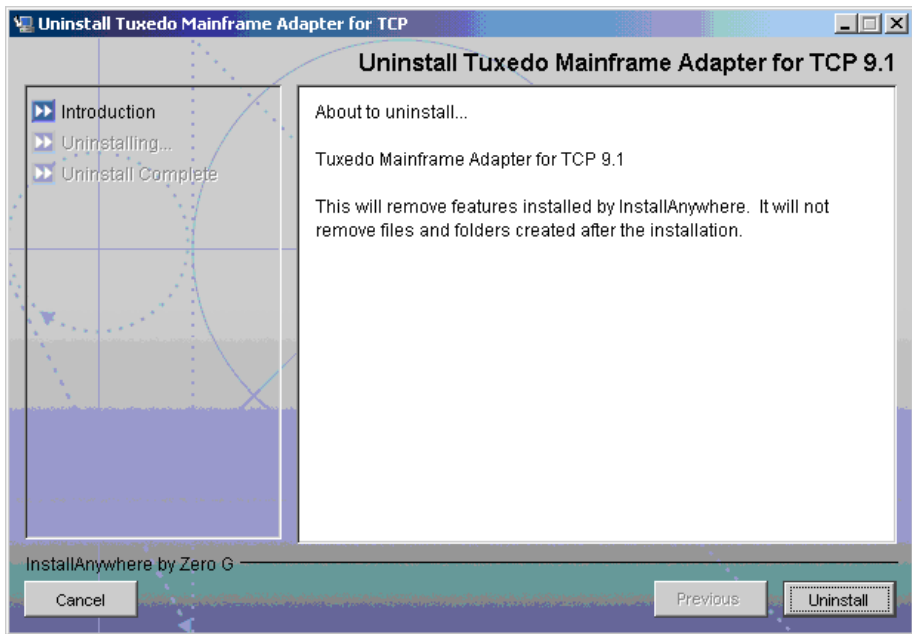 Uninstall Tuxedo Mainframe Adapter for TCP
Uninstall Tuxedo Mainframe Adapter for TCP 9.1
Introduction
Uninstalling...
Uninstall Complete
About to uninstall...
Tuxedo Mainframe Adapter for TCP 9.1
This will remove features installed by InstallAnywhere. It will not
remove files and folders created after the installation.
InstallAnywhere by Zero G
Cancel
Previous
Uninstall